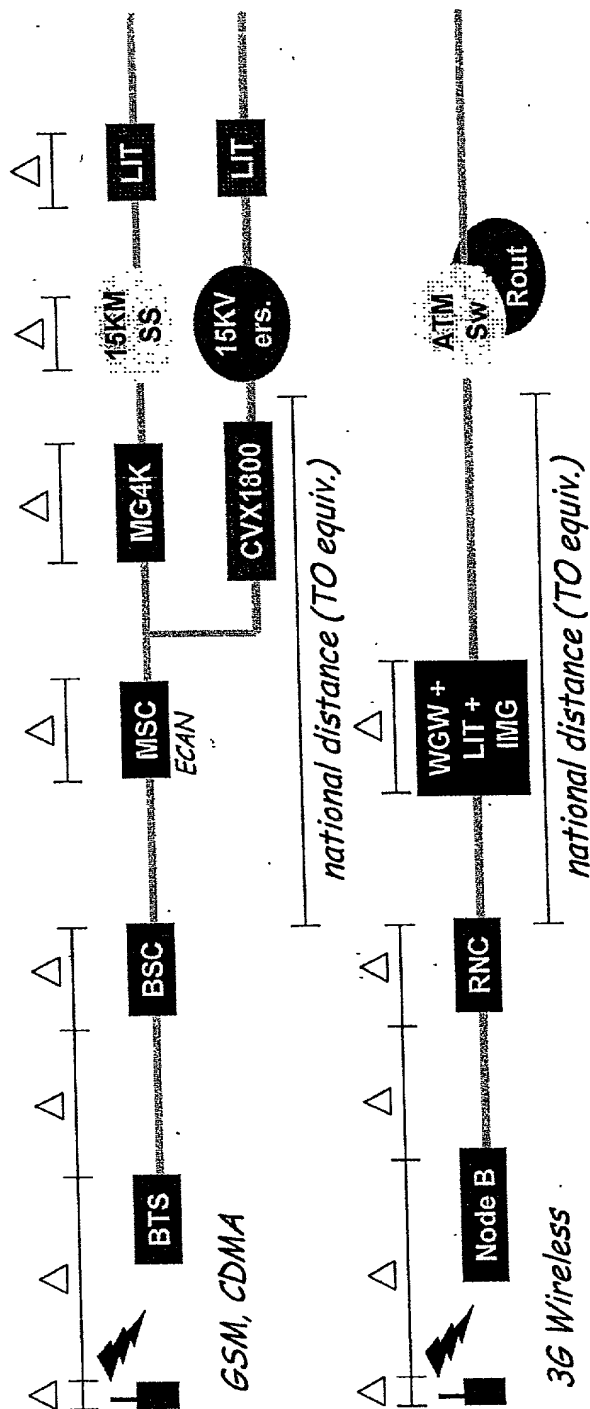 BTS
BSC
MSC
ECAN
MG4K
15KM
SS
LIT
CVX1800
15KV
ers.
LIT
national distance (TO equiv.)
GSM, CDMA
Node B
RNC
WGW +
LIT +
IMG
ATM
sw
Rout
national distance (TO equiv.)
3G Wireless